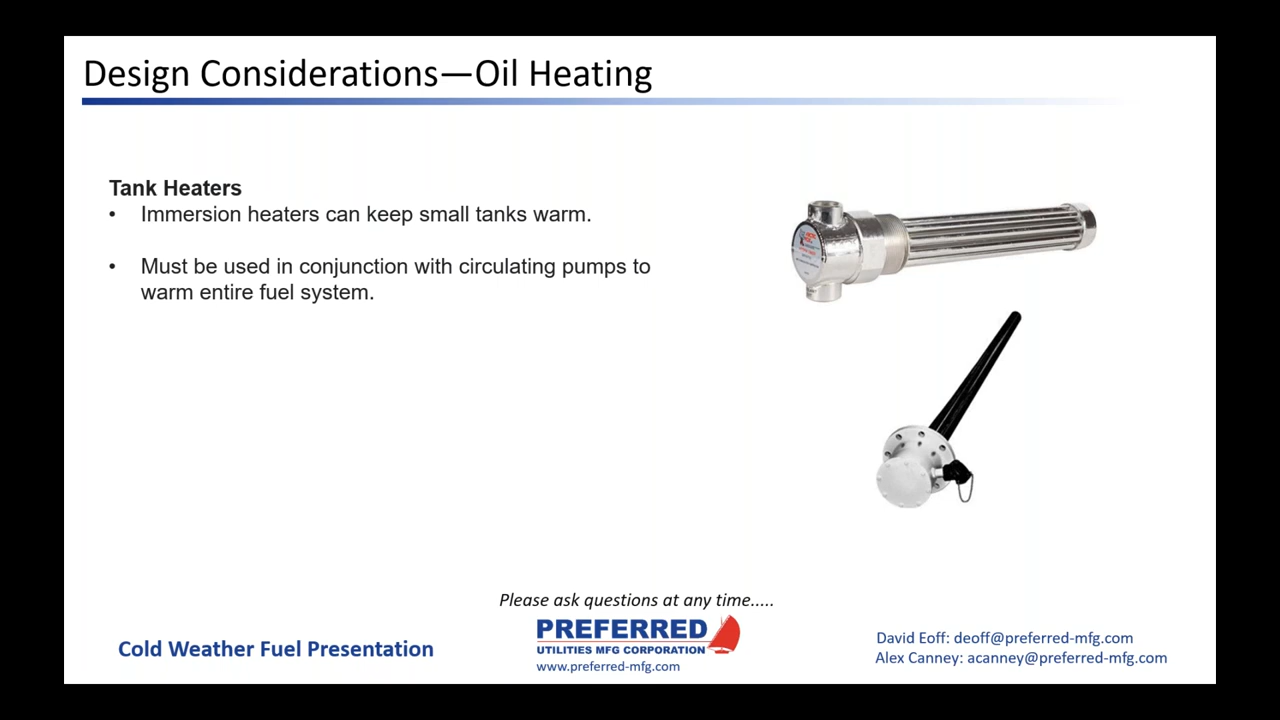 Design Considerations—Oil Heating
Tank Heaters
• Immersion heaters can keep small tanks warm.
• Must be used in conjunction with circulating pumps to
warm entire fuel system.
Please ask questions at any time.....
Cold Weather Fuel Presentation
PREFERRED
UTILITIES MFG CORPORATION
www.preferred-mfg.com
David Eoff: deoff@preferred-mfg.com
Alex Canney: acanney@preferred-mfg.com